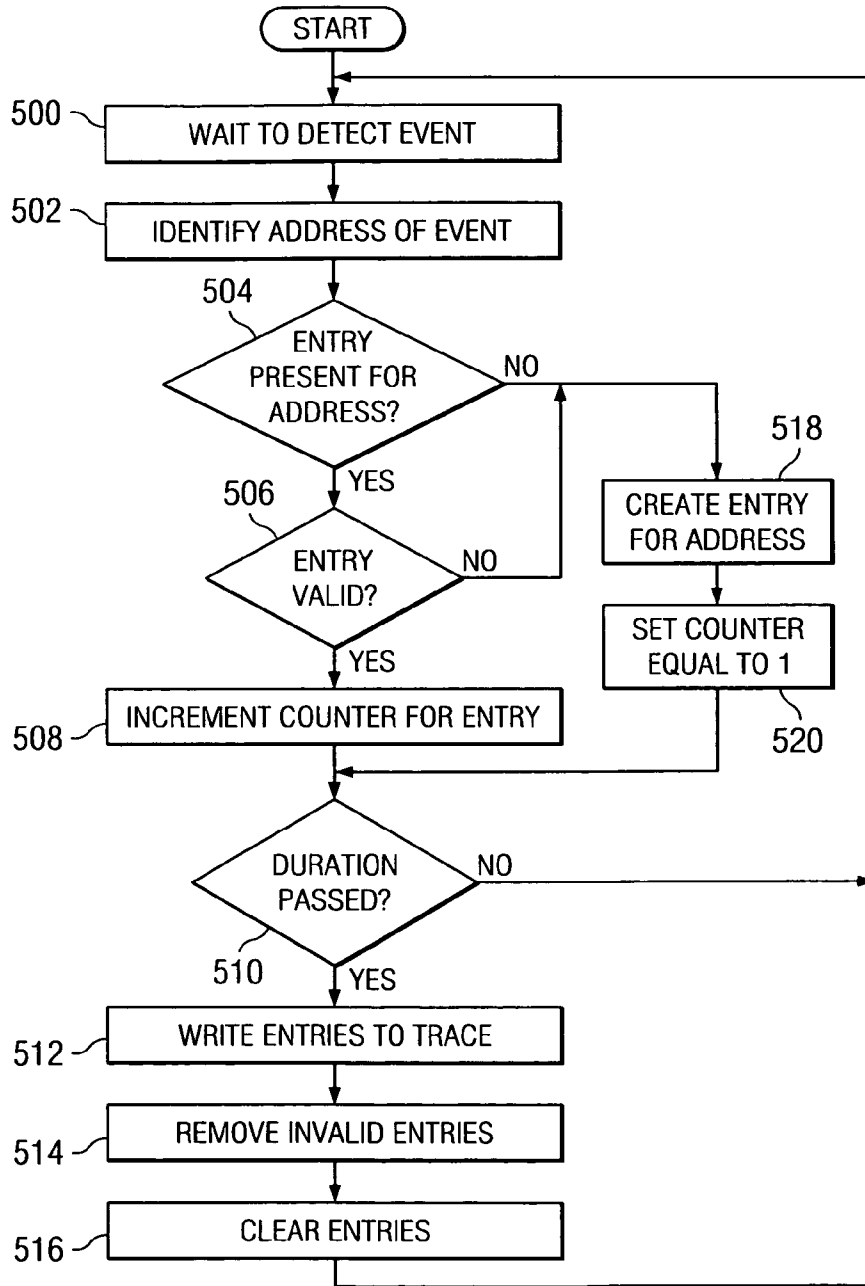 START
500
WAIT TO DETECT EVENT
502
IDENTIFY ADDRESS OF EVENT
504
ENTRY
PRESENT FOR
ADDRESS?
NO
YES
518
CREATE ENTRY
FOR ADDRESS
506
ENTRY
VALID?
NO
YES
SET COUNTER
EQUAL TO 1
520
508
INCREMENT COUNTER FOR ENTRY
DURATION
PASSED?
NO
510
YES
512
WRITE ENTRIES TO TRACE
514
REMOVE INVALID ENTRIES
516
CLEAR ENTRIES